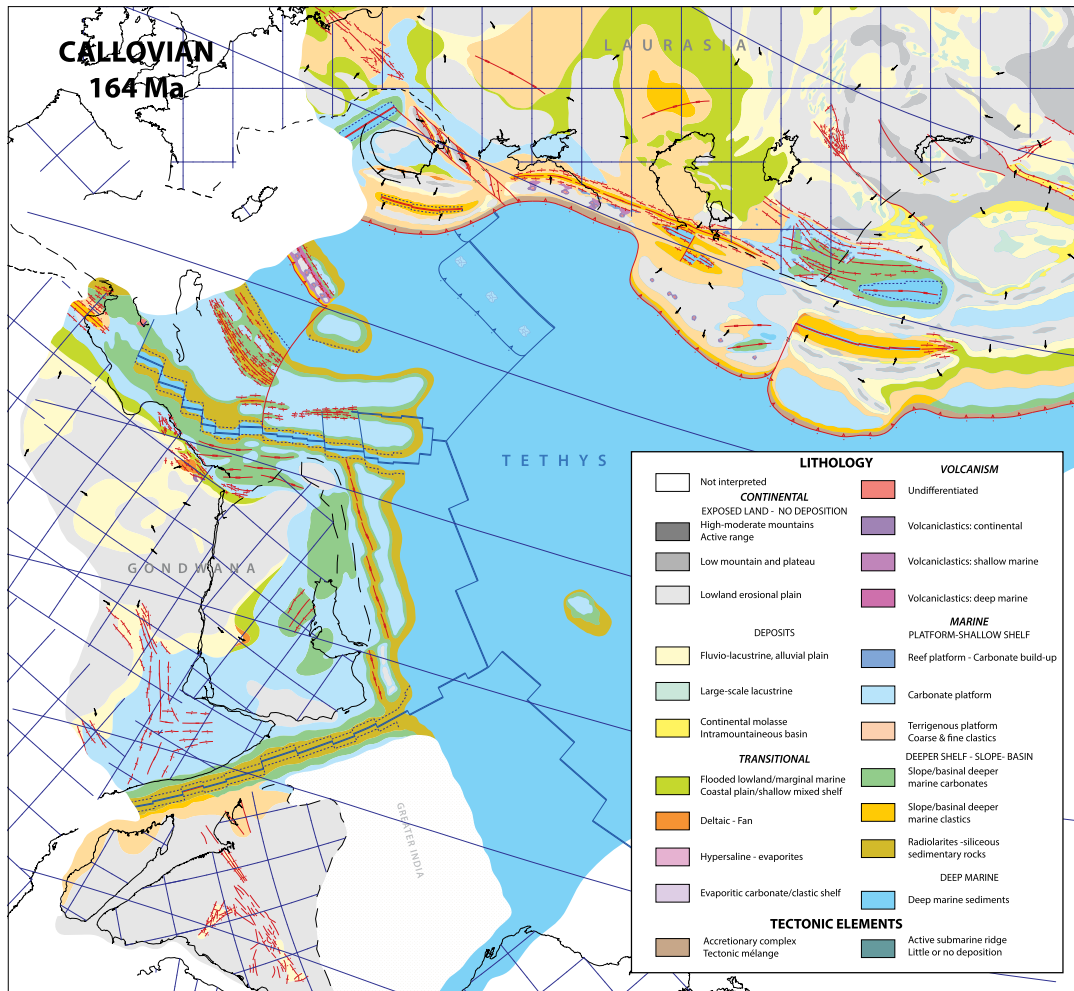 CALLOVIAN
164 Ma
LAURASIA
TETHYS
GONDWANA
GREATER INDIA
LITHOLOGY
Not interpreted
CONTINENTAL
EXPOSED LAND - NO DEPOSITION
High-moderate mountains
Active range
Low mountain and plateau
Lowland erosional plain
DEPOSITS
Fluvio-lacustrine, alluvial plain
Large-scale lacustrine
Continental molasse
Intramountaineous basin
TRANSITIONAL
Flooded lowland/marginal marine
Coastal plain/shallow mixed shelf
Deltaic - Fan
Hypersaline - evaporites
Evaporitic carbonate/clastic shelf
VOLCANISM
Undifferentiated
Volcaniclastics: continental
Volcaniclastics: shallow marine
Volcaniclastics: deep marine
MARINE
PLATFORM-SHALLOW SHELF
Reef platform - Carbonate build-up
Carbonate platform
Terrigenous platform
Coarse & fine clastics
DEEPER SHELF - SLOPE- BASIN
Slope/basinal deeper
marine carbonates
Slope/basinal deeper
marine clastics
Radiolarites -siliceous
sedimentary rocks
DEEP MARINE
Deep marine sediments
TECTONIC ELEMENTS
Accretionary complex
Tectonic mélange
Active submarine ridge
Little or no deposition